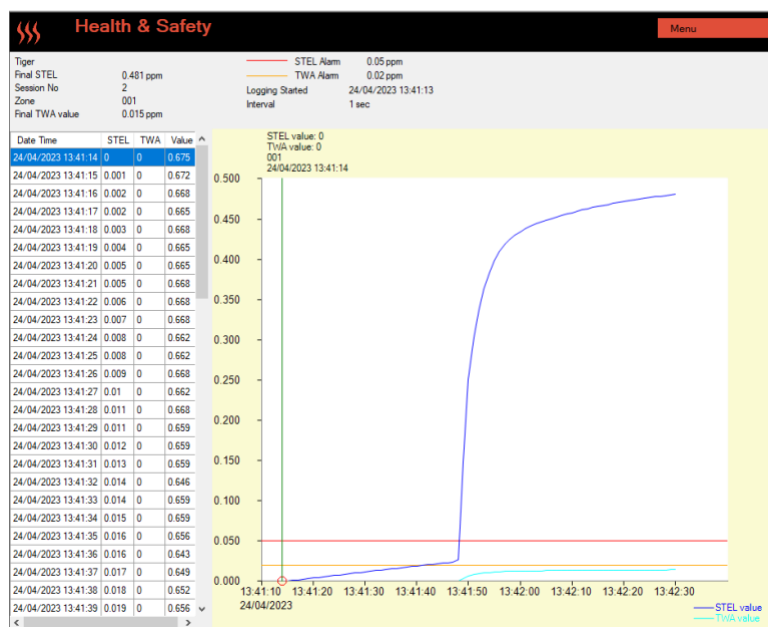 Health & Safety
Menu
Tiger
Final STEL 0.481 ppm
Session No 2
Zone 001
Final TWA value 0.015 ppm
STEL Alarm 0.05 ppm
TWA Alarm 0.02 ppm
Logging Started 24/04/2023 13:41:13
Interval 1 sec
Date Time STEL TWA Value
24/04/2023 13:41:14 0 0 0.675
24/04/2023 13:41:15 0.001 0 0.672
24/04/2023 13:41:16 0.002 0 0.668
24/04/2023 13:41:17 0.002 0 0.665
24/04/2023 13:41:18 0.003 0 0.668
24/04/2023 13:41:19 0.004 0 0.665
24/04/2023 13:41:20 0.005 0 0.665
24/04/2023 13:41:21 0.005 0 0.668
24/04/2023 13:41:22 0.006 0 0.668
24/04/2023 13:41:23 0.007 0 0.668
24/04/2023 13:41:24 0.008 0 0.662
24/04/2023 13:41:25 0.008 0 0.662
24/04/2023 13:41:26 0.009 0 0.668
24/04/2023 13:41:27 0.01 0 0.662
24/04/2023 13:41:28 0.011 0 0.668
24/04/2023 13:41:29 0.011 0 0.659
24/04/2023 13:41:30 0.012 0 0.659
24/04/2023 13:41:31 0.013 0 0.659
24/04/2023 13:41:32 0.014 0 0.646
24/04/2023 13:41:33 0.014 0 0.659
24/04/2023 13:41:34 0.015 0 0.659
24/04/2023 13:41:35 0.016 0 0.656
24/04/2023 13:41:36 0.016 0 0.643
24/04/2023 13:41:37 0.017 0 0.649
24/04/2023 13:41:38 0.018 0 0.652
24/04/2023 13:41:39 0.019 0 0.656
STEL value: 0
TWA value: 0
001
24/04/2023 13:41:14
0.500
0.450
0.400
0.350
0.300
0.250
0.200
0.150
0.100
0.050
0.000
13:41:10 13:41:20 13:41:30 13:41:40 13:41:50 13:42:00 13:42:10 13:42:20 13:42:30
24/04/2023
STEL value
TWA value